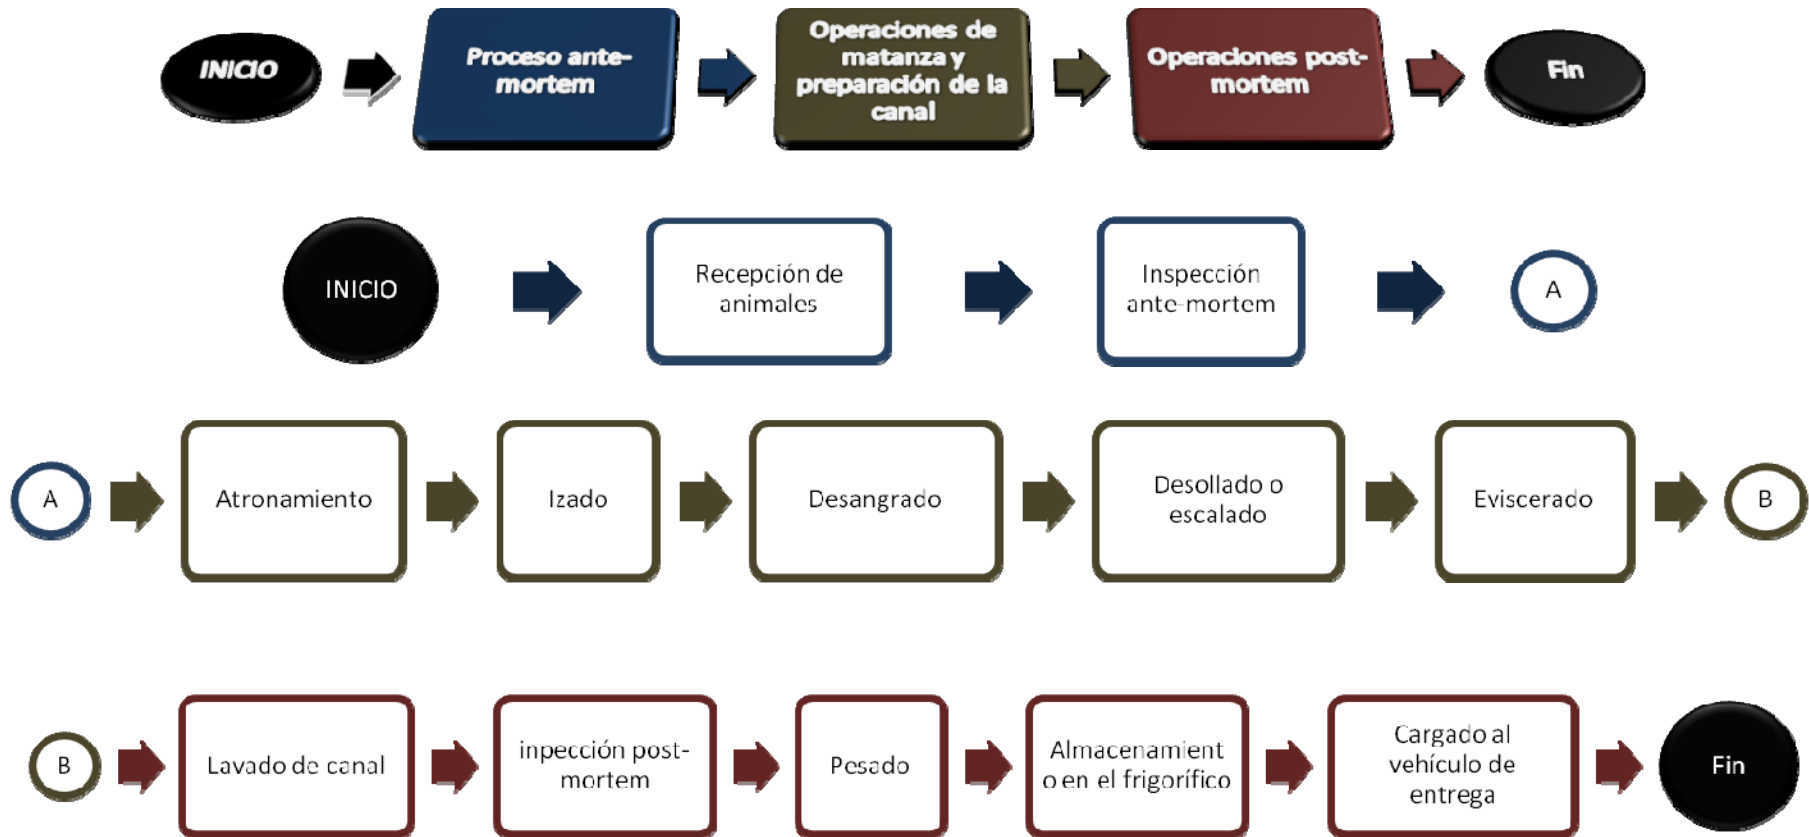 INICIO
Proceso ante-
mortem
Operaciones de
matanza y
preparación de la
canal
Operaciones post-
mortem
Fin
INICIO
Recepción de
animales
Inspección
ante-mortem
A
A
Atronamiento
Izado
Desangrado
Desollado o
escalado
Eviscerado
B
B
Lavado de canal
inpección post-
mortem
Pesado
Almacenamient
o en el frigorífico
Cargado al
vehículo de
entrega
Fin